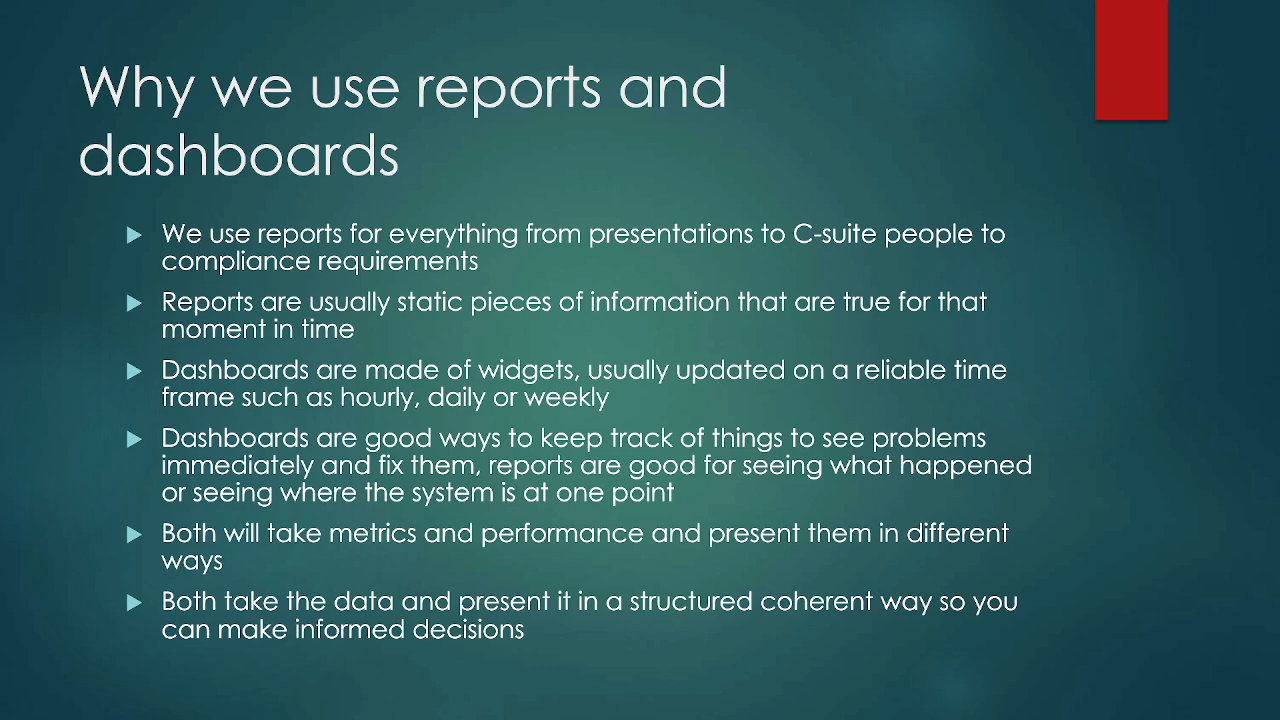 Why we use reports and
dashboards
We use reports for everything from presentations to C-suite people to
compliance requirements
Reports are usually static pieces of information that are true for that
moment in time
Dashboards are made of widgets, usually updated on a reliable time
frame such as hourly, daily or weekly
Dashboards are good ways to keep track of things to see problems
immediately and fix them, reports are good for seeing what happened
or seeing where the system is at one point
Both will take metrics and performance and present them in different
ways
Both take the data and present it in a structured coherent way so you
can make informed decisions